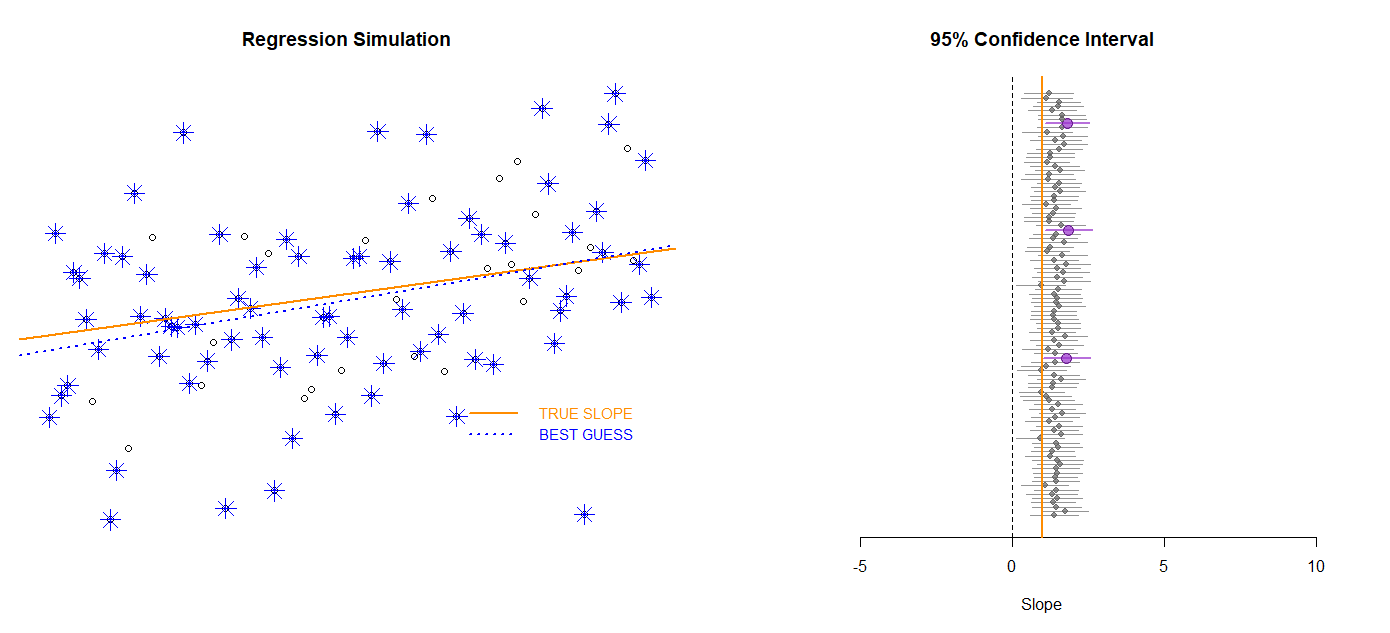 Regression Simulation
TRUE SLOPE
BEST GUESS
95% Confidence Interval
-5 0 5 10
Slope